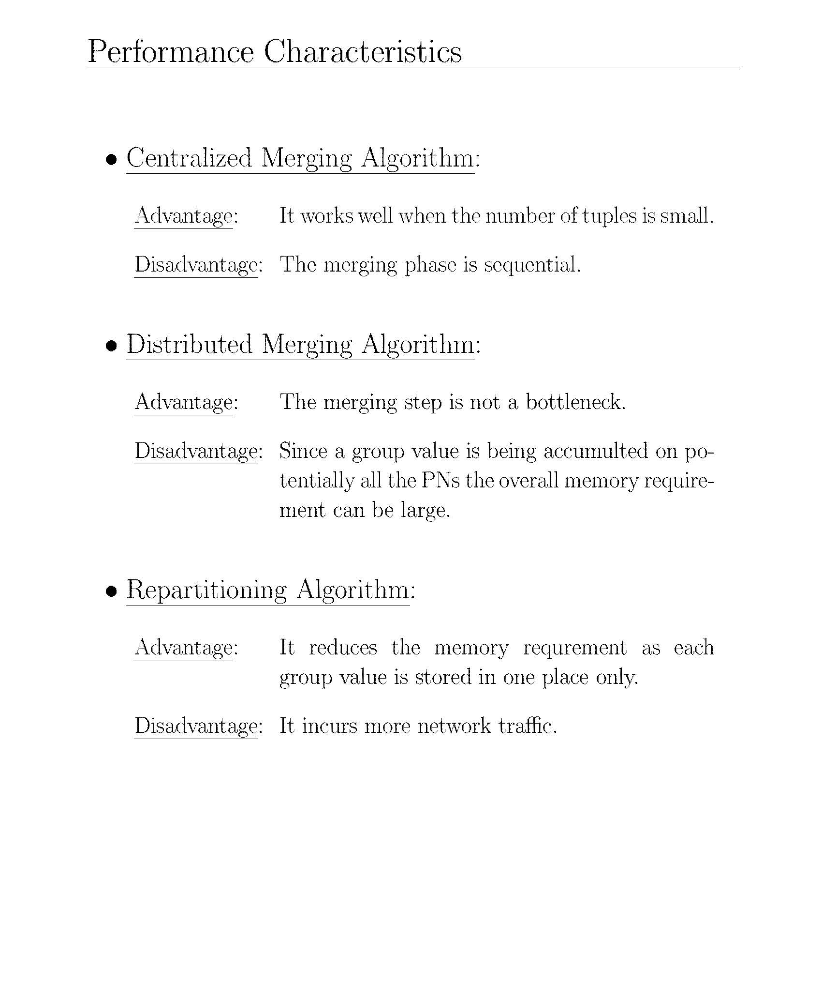 Performance Characteristics
• Centralized Merging Algorithm:
Advantage: It works well when the number of tuples is small.
Disadvantage: The merging phase is sequential.
• Distributed Merging Algorithm:
Advantage: The merging step is not a bottleneck.
Disadvantage: Since a group value is being accumulted on po-
tentially all the PNs the overall memory require-
ment can be large.
• Repartitioning Algorithm:
Advantage: It reduces the memory requrement as each
group value is stored in one place only.
Disadvantage: It incurs more network traffic.